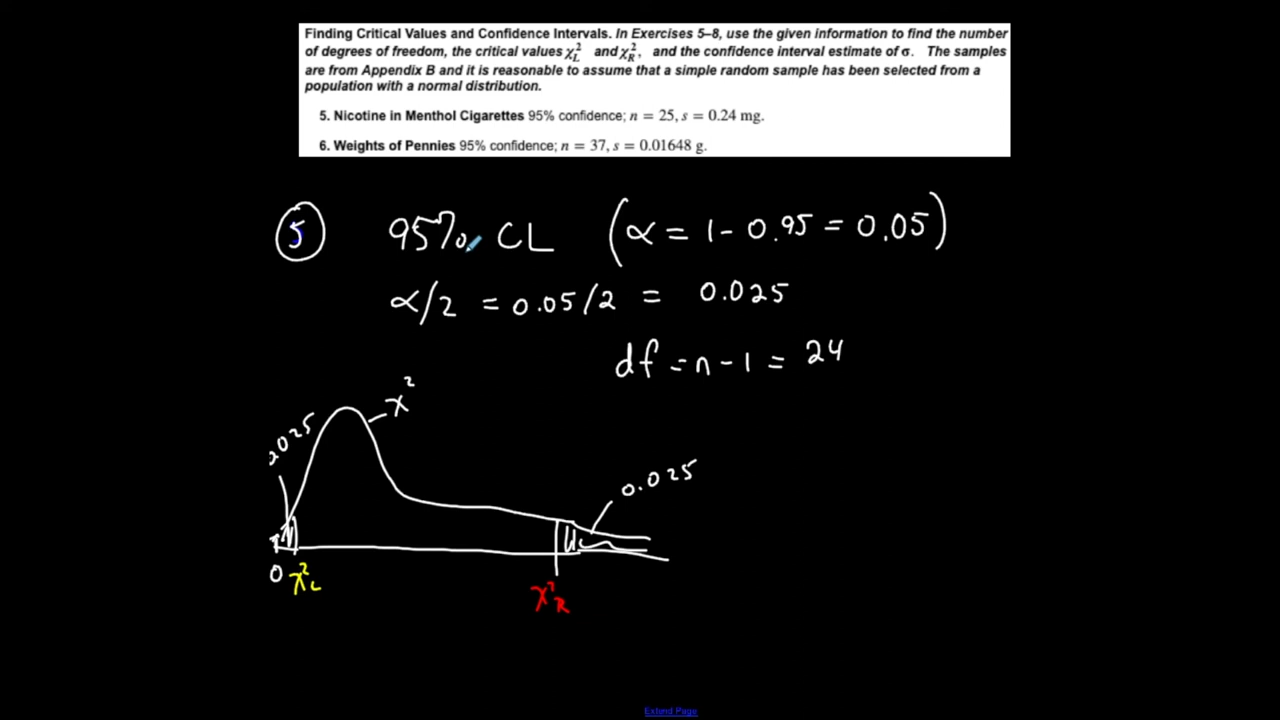 Finding Critical Values and Confidence Intervals. In Exercises 5–8, use the given information to find the number
of degrees of freedom, the critical values χ²L and χ²R, and the confidence interval estimate of σ. The samples
are from Appendix B and it is reasonable to assume that a simple random sample has been selected from a
population with a normal distribution.
5. Nicotine in Menthol Cigarettes 95% confidence; n = 25, s = 0.24 mg.
6. Weights of Pennies 95% confidence; n = 37, s = 0.01648 g.
5 95% CL (α = 1 - 0.95 = 0.05)
α/2 = 0.05/2 = 0.025
df = n - 1 = 24
χ²
.025
0.025
0 χ²L
χ²R
Extend Page